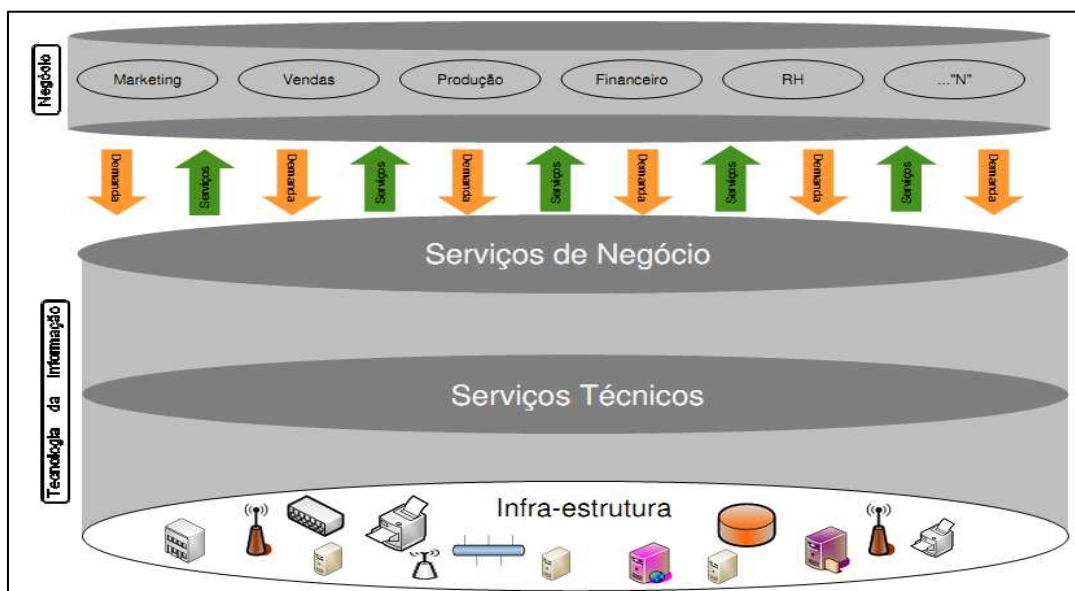 Negócio
Marketing
Vendas
Produção
Financeiro
RH
..."N"
Demanda
Serviços
Demanda
Serviços
Demanda
Serviços
Demanda
Serviços
Demanda
Serviços
Demanda
Serviços de Negócio
Tecnologia da Informação
Serviços Técnicos
Infra-estrutura